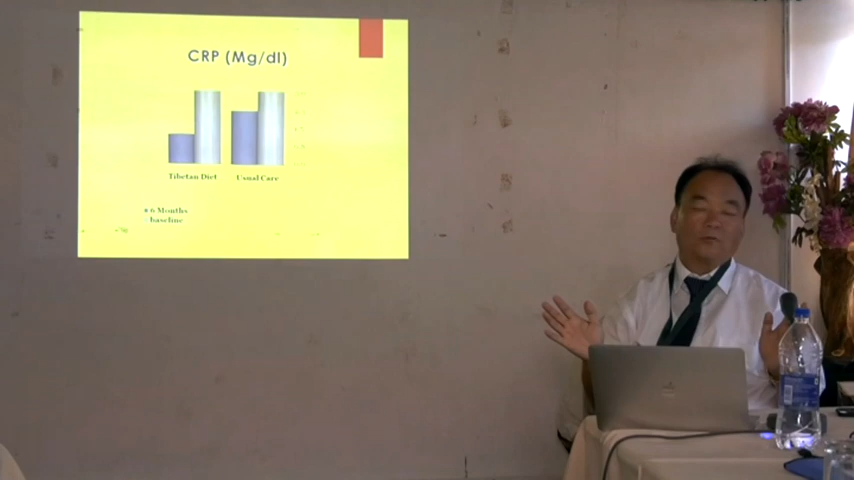 CRP (Mg/dl)
Tibetan Diet
Usual Care
6 Months
baseline